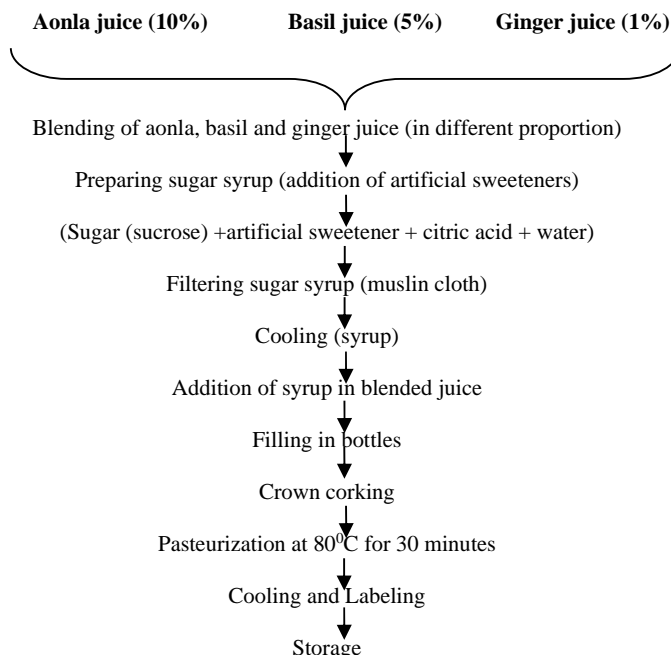 Aonla juice (10%) Basil juice (5%) Ginger juice (1%)
Blending of aonla, basil and ginger juice (in different proportion)
Preparing sugar syrup (addition of artificial sweeteners)
(Sugar (sucrose) +artificial sweetener + citric acid + water)
Filtering sugar syrup (muslin cloth)
Cooling (syrup)
Addition of syrup in blended juice
Filling in bottles
Crown corking
Pasteurization at 80⁰C for 30 minutes
Cooling and Labeling
Storage